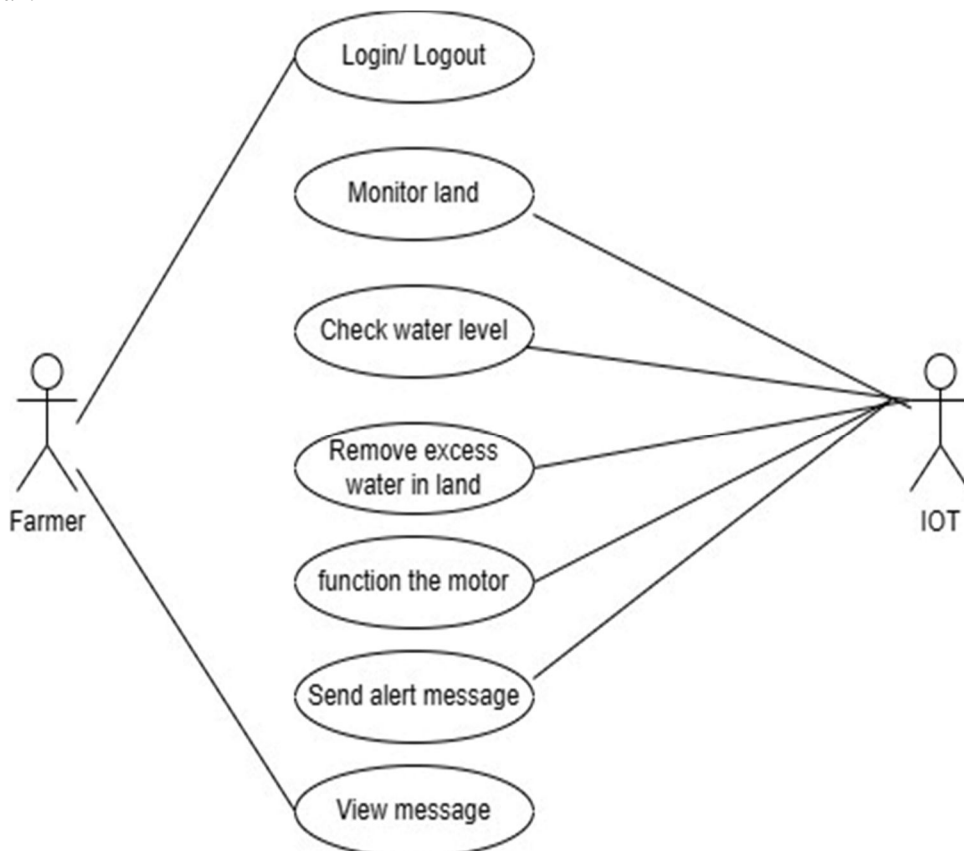 Login/ Logout
Monitor land
Check water level
Remove excess
water in land
Farmer
IOT
function the motor
Send alert message
View message